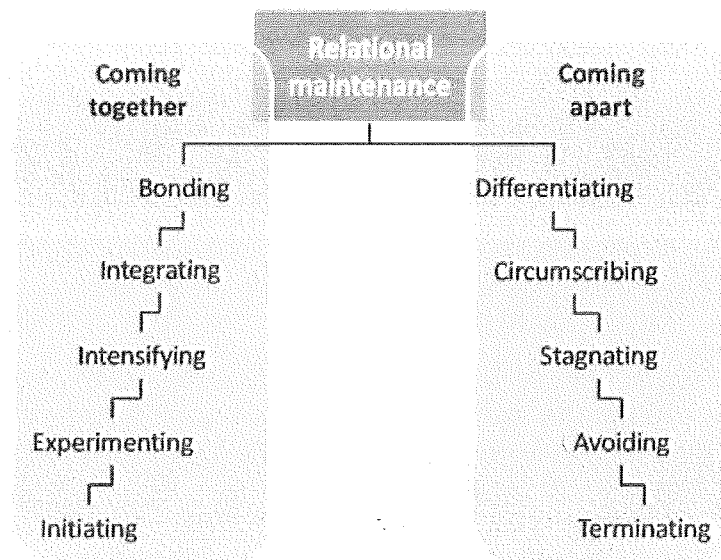 Relational
maintenance
Coming
together
Coming
apart
Bonding
Differentiating
Integrating
Circumscribing
Intensifying
Stagnating
Experimenting
Avoiding
Initiating
Terminating